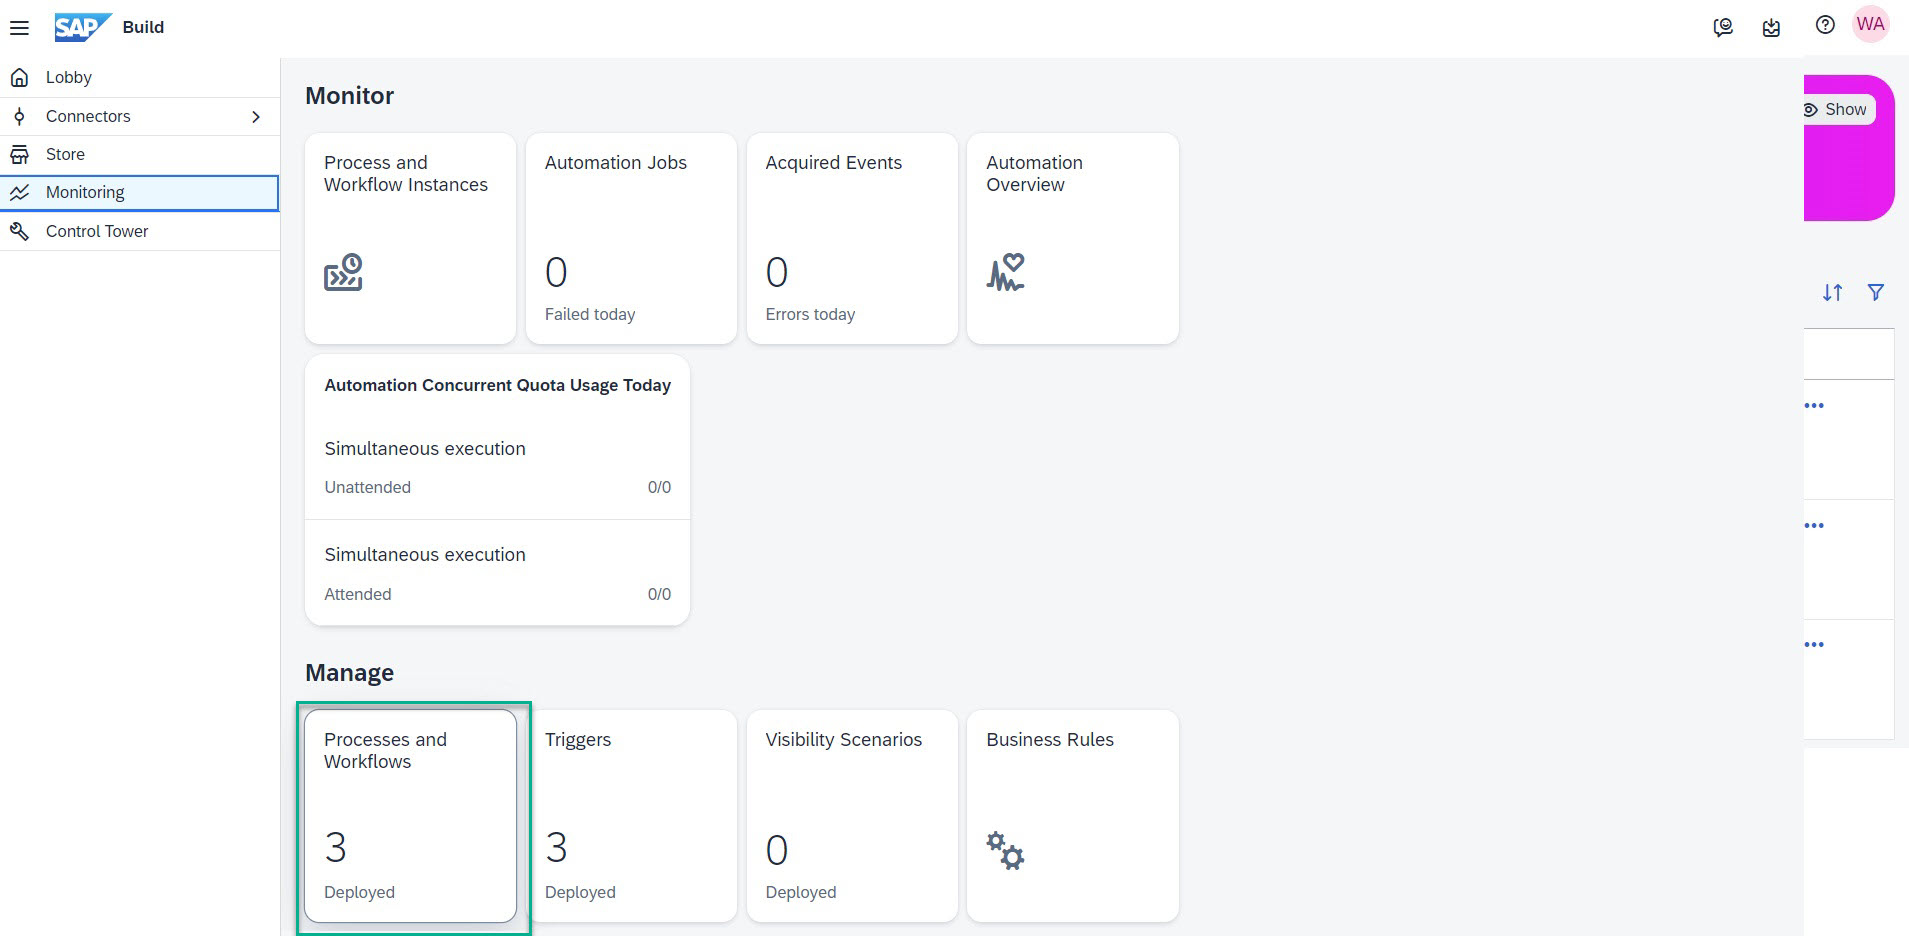 SAP Build
WA
Lobby
Connectors
Store
Monitoring
Control Tower
Show
Monitor
Process and
Workflow Instances
Automation Jobs
0
Failed today
Acquired Events
0
Errors today
Automation
Overview
Automation Concurrent Quota Usage Today
Simultaneous execution
Unattended 0/0
Simultaneous execution
Attended 0/0
Manage
Processes and
Workflows
3
Deployed
Triggers
3
Deployed
Visibility Scenarios
0
Deployed
Business Rules